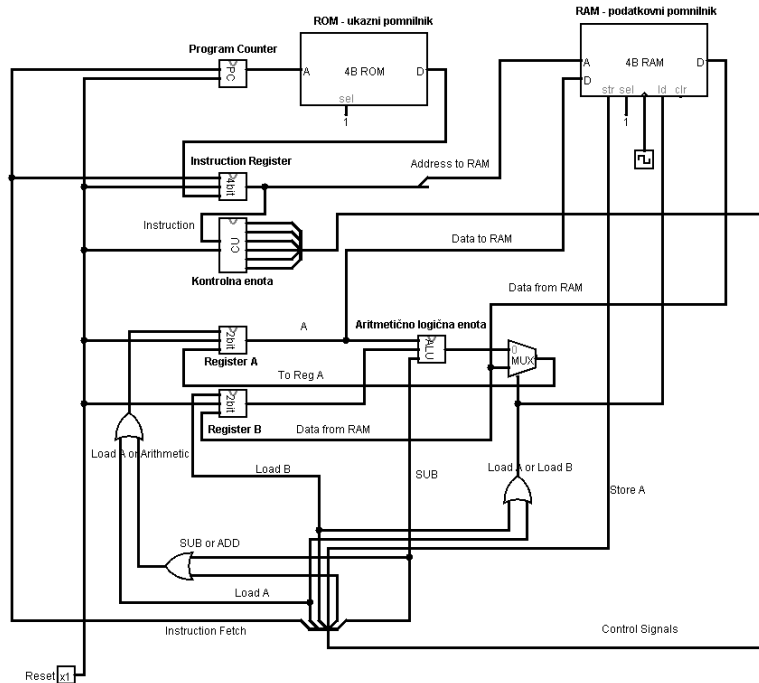 ROM - ukazni pomnilnik
RAM - podatkovni pomnilnik
Program Counter
PC
A
4B ROM
D
sel
1
A
D
4B RAM
D
str
sel
ld
clr
1
Instruction Register
4bit
Address to RAM
Instruction
CU
Kontrolna enota
Data to RAM
Data from RAM
A
2bit
Register A
Aritmetično logična enota
ALU
0
MUX
To Reg A
2bit
Register B
Data from RAM
Load A or Arithmetic
Load B
SUB
Load A or Load B
Store A
SUB or ADD
Load A
Instruction Fetch
Control Signals
Reset
x1